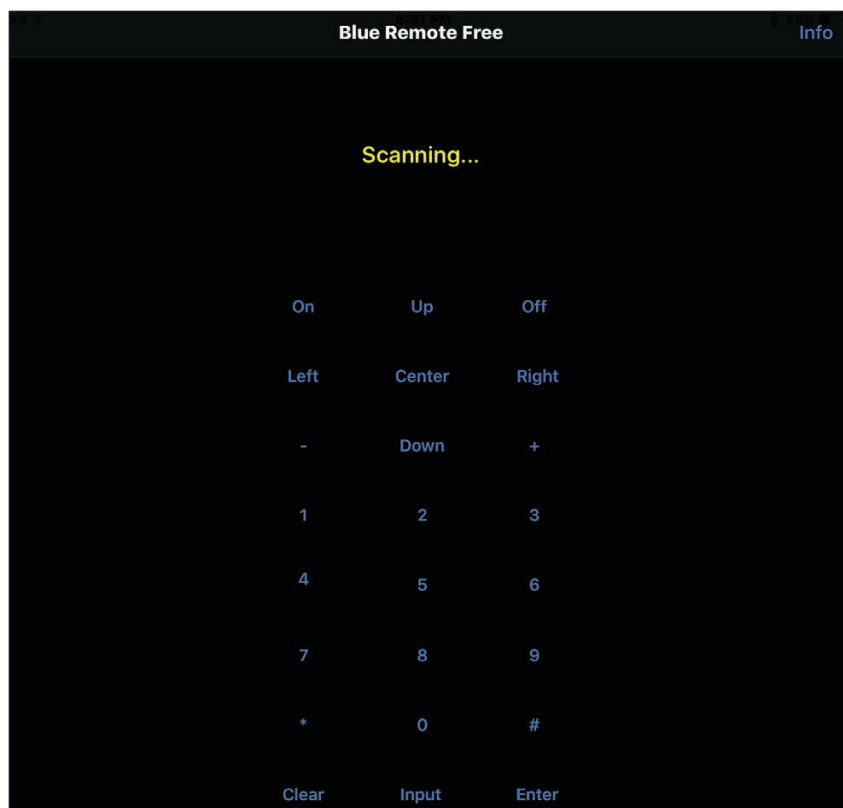 Blue Remote Free Info
Scanning...
On Up Off
Left Center Right
- Down +
1 2 3
4 5 6
7 8 9
* 0 #
Clear Input Enter